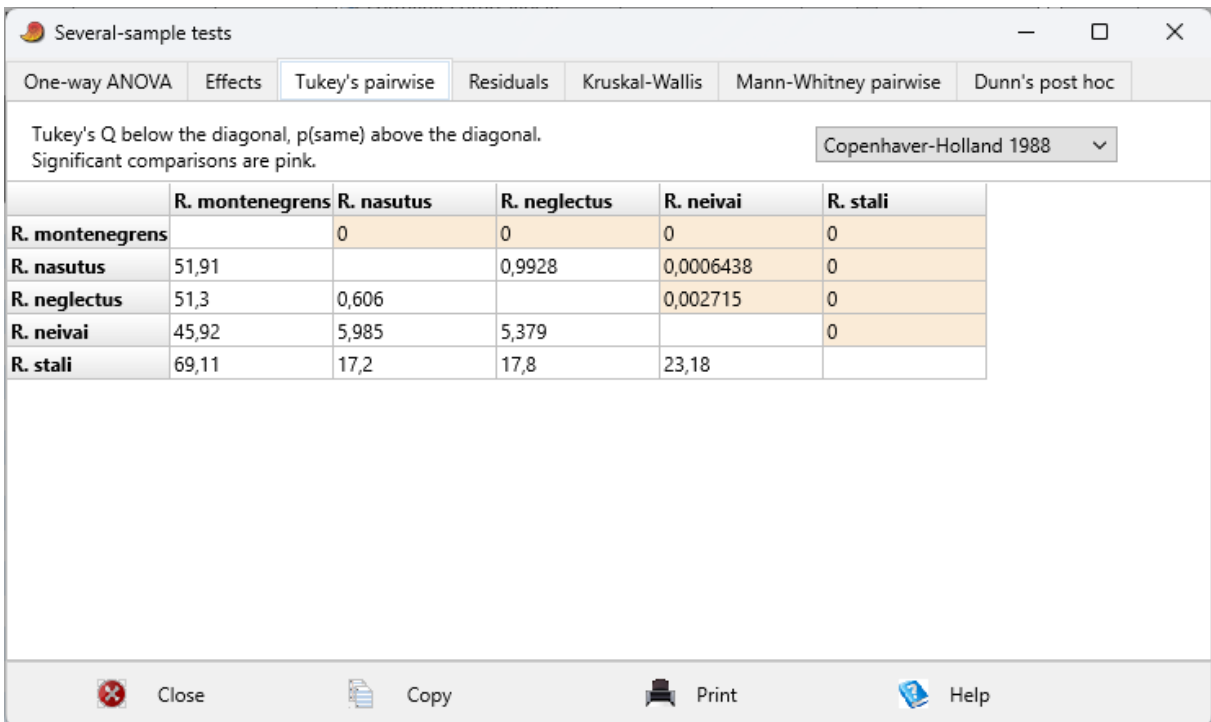 Several-sample tests
One-way ANOVA Effects Tukey's pairwise Residuals Kruskal-Wallis Mann-Whitney pairwise Dunn's post hoc
Tukey's Q below the diagonal, p(same) above the diagonal.
Significant comparisons are pink.
Copenhaver-Holland 1988
R. montenegrens R. nasutus R. neglectus R. neivai R. stali
R. montenegrens 0 0 0 0
R. nasutus 51,91 0,9928 0,0006438 0
R. neglectus 51,3 0,606 0,002715 0
R. neivai 45,92 5,985 5,379 0
R. stali 69,11 17,2 17,8 23,18
Close Copy Print Help